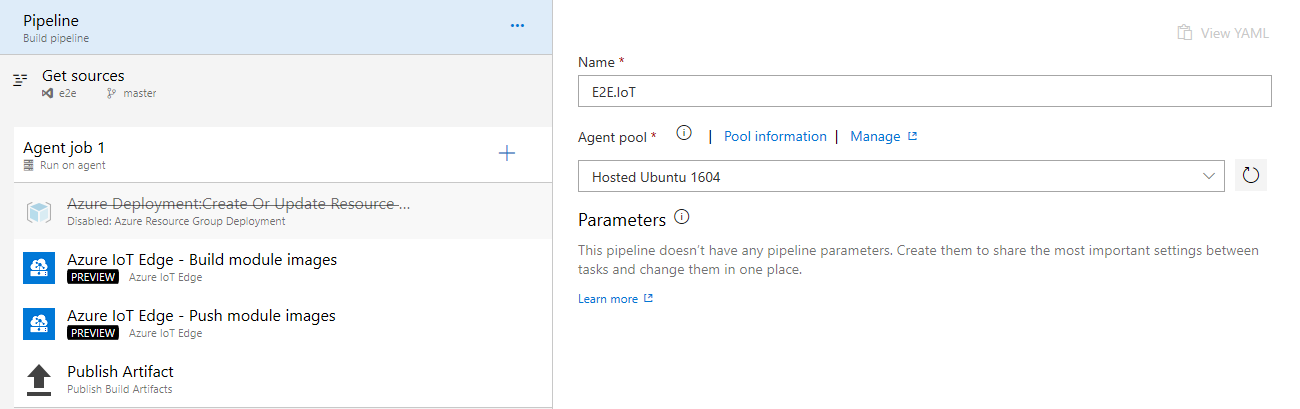 Pipeline
Build pipeline
...
Get sources
e2e master
Agent job 1
Run on agent
Azure Deployment:Create Or Update Resource ...
Disabled: Azure Resource Group Deployment
Azure IoT Edge - Build module images
PREVIEW Azure IoT Edge
Azure IoT Edge - Push module images
PREVIEW Azure IoT Edge
Publish Artifact
Publish Build Artifacts
View YAML
Name *
E2E.IoT
Agent pool * | Pool information | Manage
Hosted Ubuntu 1604
Parameters
This pipeline doesn't have any pipeline parameters. Create them to share the most important settings between
tasks and change them in one place.
Learn more